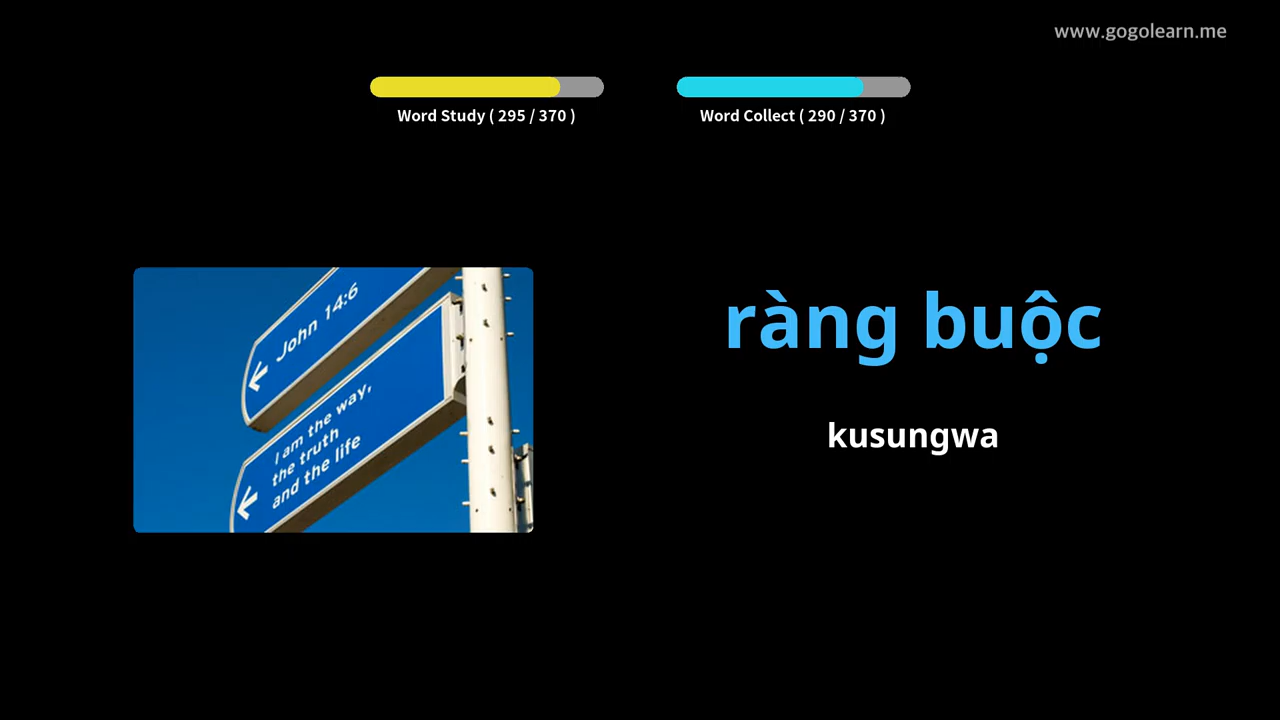 www.gogolearn.me
Word Study ( 295 / 370 )
Word Collect ( 290 / 370 )
John 14:6
I am the way,
the truth
and the life
ràng buộc
kusungwa